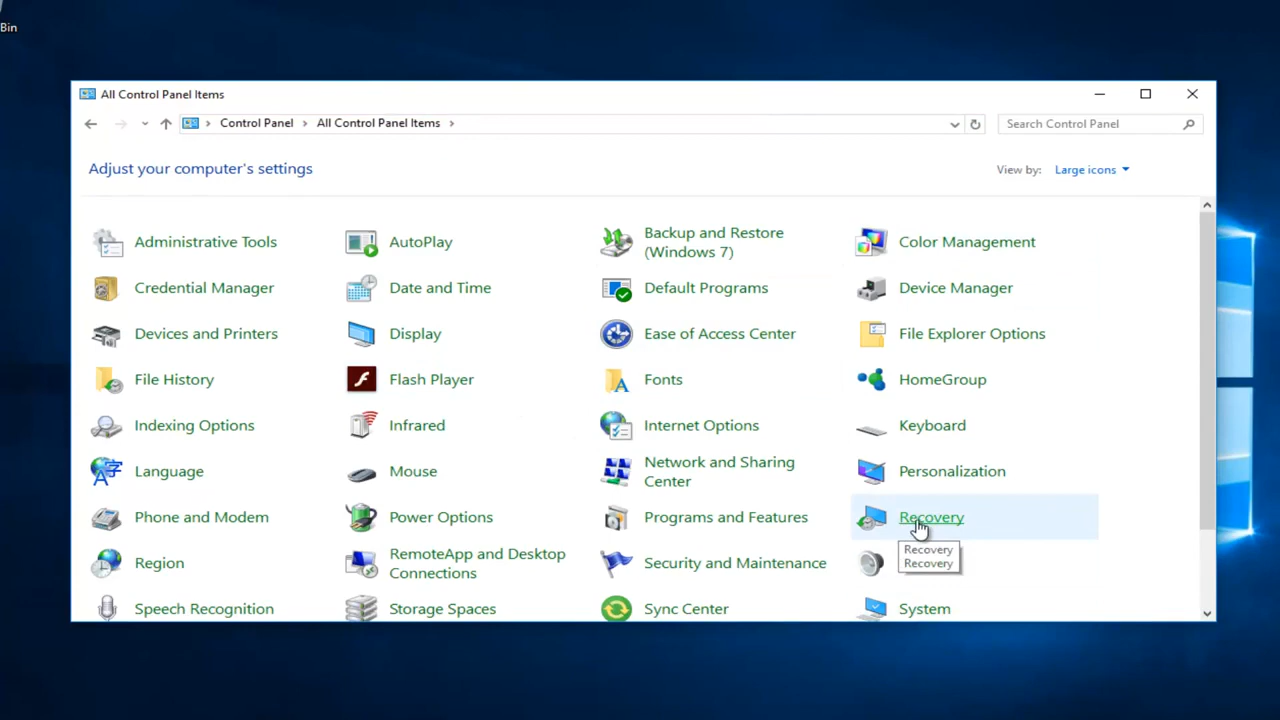 Bin
All Control Panel Items
Control Panel
All Control Panel Items
Search Control Panel
Adjust your computer's settings
View by:
Large icons
Administrative Tools
AutoPlay
Backup and Restore
(Windows 7)
Color Management
Credential Manager
Date and Time
Default Programs
Device Manager
Devices and Printers
Display
Ease of Access Center
File Explorer Options
File History
Flash Player
Fonts
HomeGroup
Indexing Options
Infrared
Internet Options
Keyboard
Language
Mouse
Network and Sharing
Center
Personalization
Phone and Modem
Power Options
Programs and Features
Recovery
Recovery
Recovery
Region
RemoteApp and Desktop
Connections
Security and Maintenance
Speech Recognition
Storage Spaces
Sync Center
System